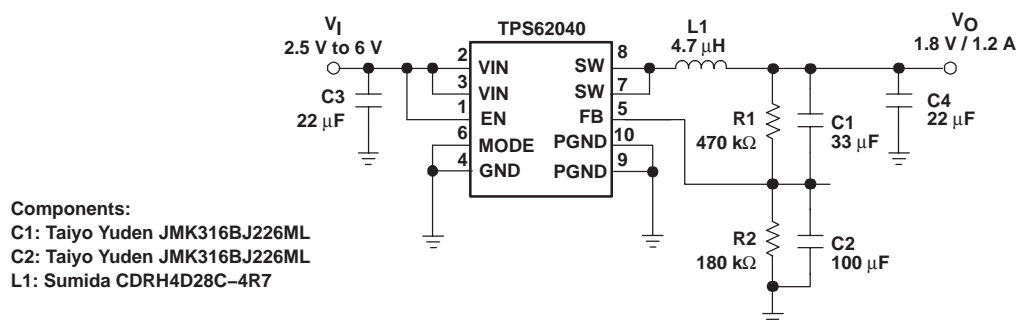 TPS62040
VI
2.5 V to 6 V
2
VIN
3
VIN
1
EN
6
MODE
4
GND
8
SW
7
SW
5
FB
10
PGND
9
PGND
L1
4.7 μH
VO
1.8 V / 1.2 A
C3
22 μF
R1
470 kΩ
C1
33 μF
C4
22 μF
R2
180 kΩ
C2
100 μF
Components:
C1: Taiyo Yuden JMK316BJ226ML
C2: Taiyo Yuden JMK316BJ226ML
L1: Sumida CDRH4D28C−4R7